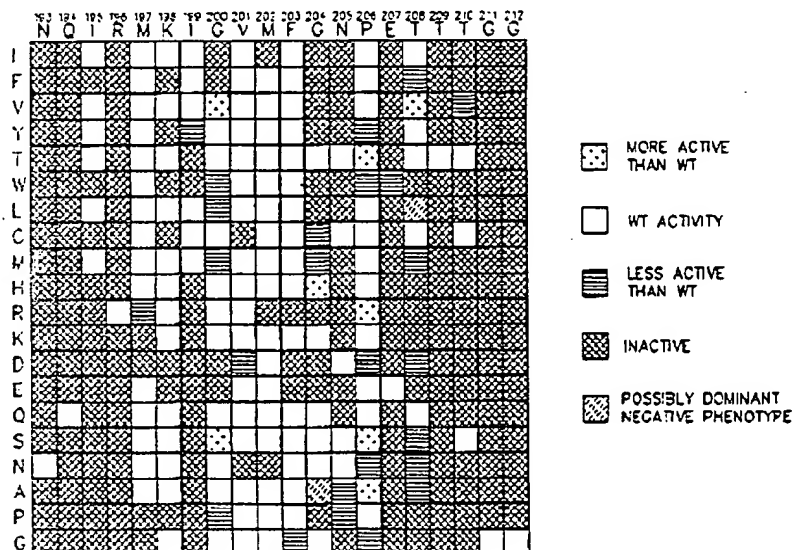 193 194 195 196 197 198 199 200 201 202 203 204 205 206 207 208 209 210 211 212
N Q I R M K I G V M F G N P E T T T G G
I
F
V
Y
T
W
L
C
M
H
R
K
D
E
Q
S
N
A
P
G
MORE ACTIVE
THAN WT
WT ACTIVITY
LESS ACTIVE
THAN WT
INACTIVE
POSSIBLY DOMINANT
NEGATIVE PHENOTYPE